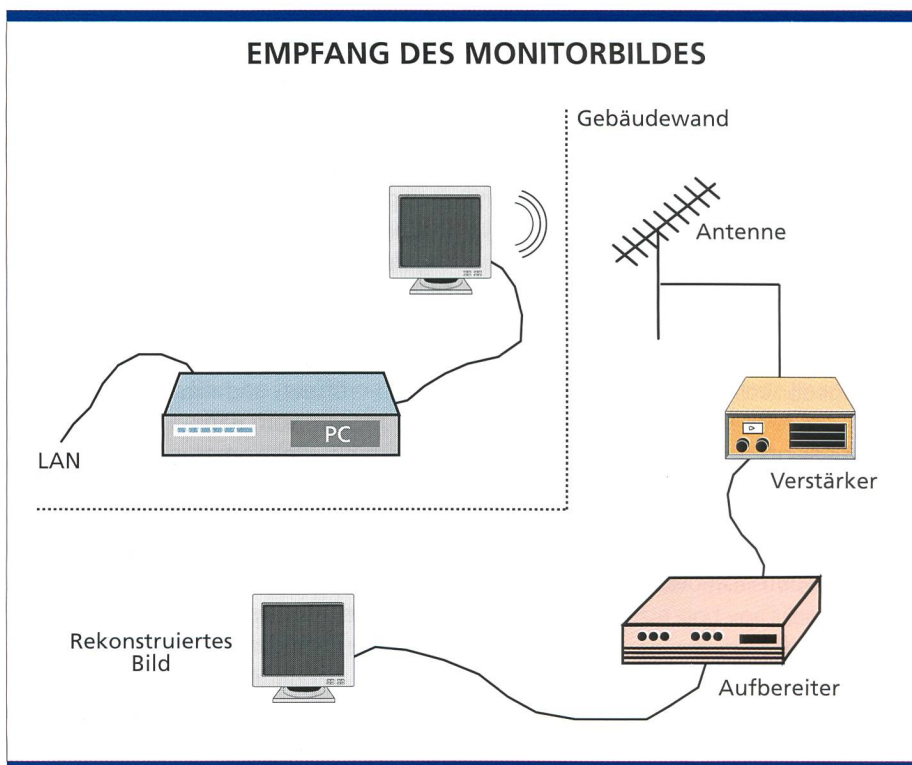 EMPFANG DES MONITORBILDES
Gebäudewand
Antenne
PC
LAN
Verstärker
Rekonstruiertes
Bild
Aufbereiter